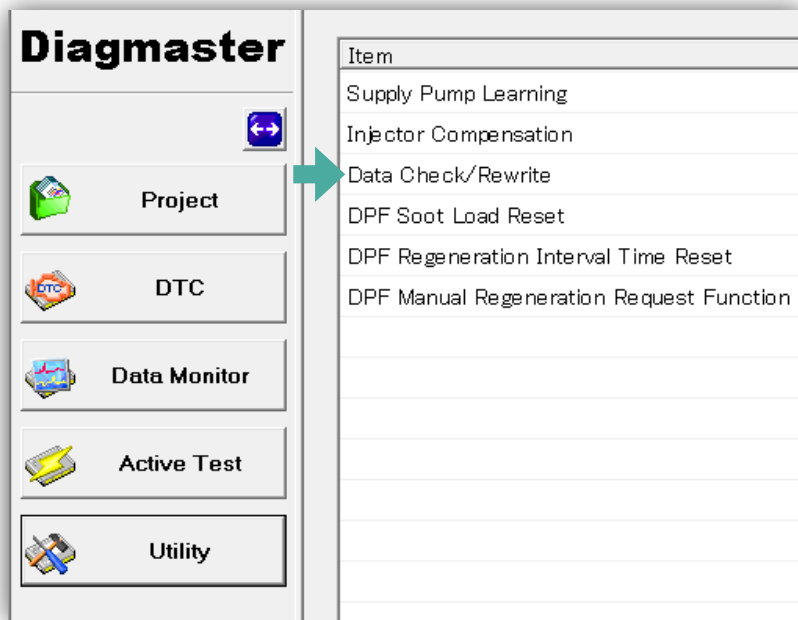 Diagmaster
Project
DTC
DTC
Data Monitor
Active Test
Utility
Item
Supply Pump Learning
Injector Compensation
Data Check/Rewrite
DPF Soot Load Reset
DPF Regeneration Interval Time Reset
DPF Manual Regeneration Request Function